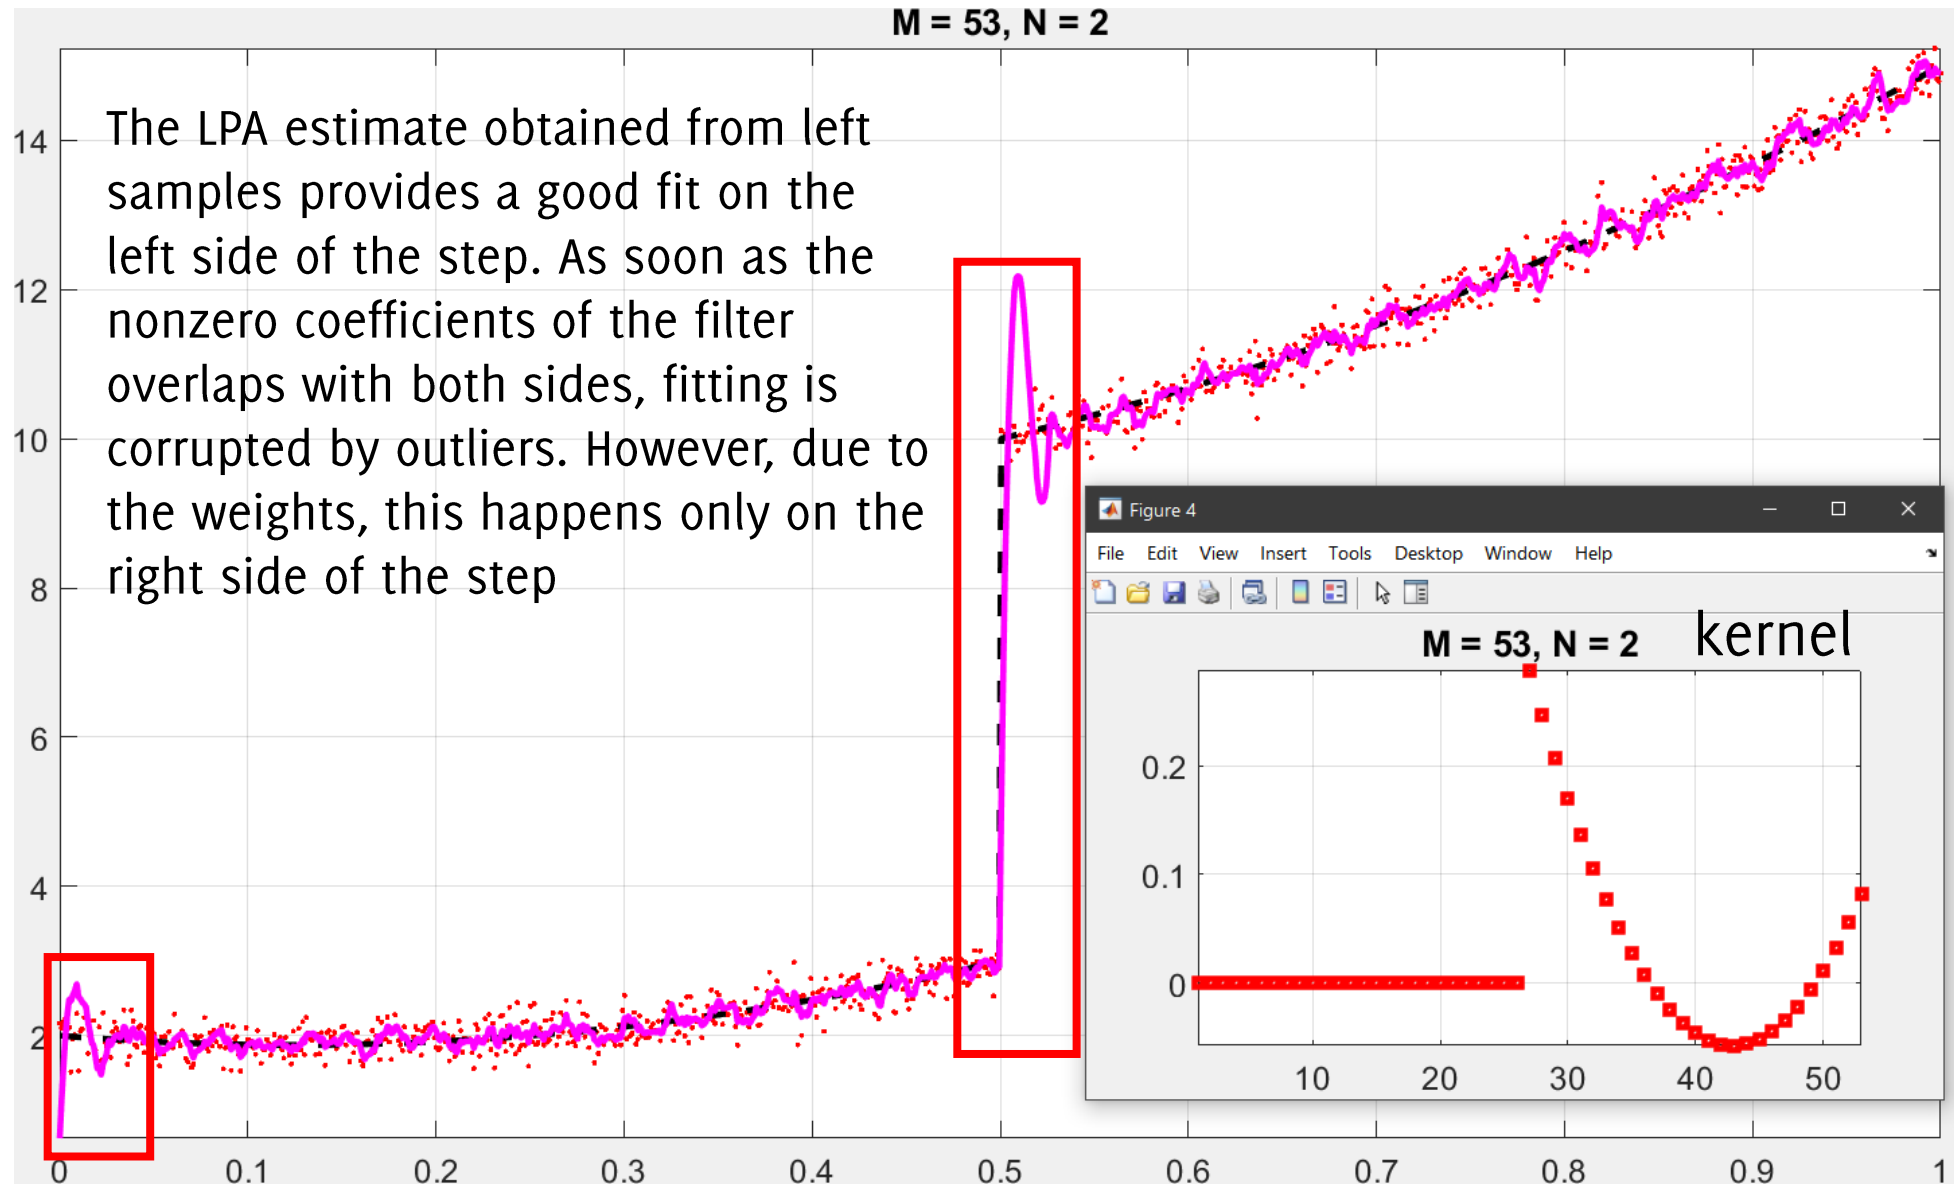 M = 53, N = 2
The LPA estimate obtained from left
samples provides a good fit on the
left side of the step. As soon as the
nonzero coefficients of the filter
overlaps with both sides, fitting is
corrupted by outliers. However, due to
the weights, this happens only on the
right side of the step
14
12
10
8
6
4
2
0 0.1 0.2 0.3 0.4 0.5 0.6 0.7 0.8 0.9 1
Figure 4
File Edit View Insert Tools Desktop Window Help
M = 53, N = 2 kernel
0.2
0.1
0
10 20 30 40 50